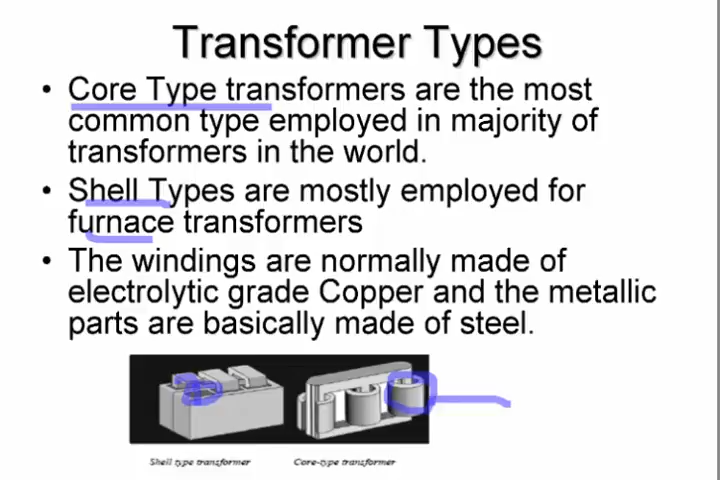 Transformer Types
• Core Type transformers are the most
common type employed in majority of
transformers in the world.
• Shell Types are mostly employed for
furnace transformers
• The windings are normally made of
electrolytic grade Copper and the metallic
parts are basically made of steel.
Shell type transformer
Core-type transformer